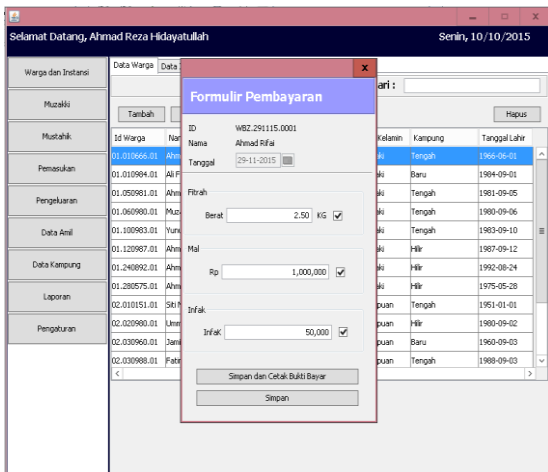 Selamat Datang, Ahmad Reza Hidayatullah
Senin, 10/10/2015
Warga dan Instansi
Muzakki
Mustahik
Pemasukan
Pengeluaran
Data Amil
Data Kampung
Laporan
Pengaturan
Data Warga
Data
ari :
Tambah
Hapus
Id Warga Kelamin Kampung Tanggal Lahir
01.010666.01 Tengah 1966-06-01
01.010984.01 Ali Baru 1984-09-01
01.050981.01 Tengah 1981-09-05
01.060980.01 Tengah 1980-09-06
01.100983.01 Tengah 1983-09-10
01.120987.01 Hilir 1987-09-12
01.240892.01 Hilir 1992-08-24
01.280575.01 Hilir 1975-05-28
02.010151.01 Siti puan Tengah 1951-01-01
02.020980.01 puan Hilir 1980-09-02
02.030960.01 puan Baru 1960-09-03
02.030988.01 puan Tengah 1988-09-03
Formulir Pembayaran
ID WBZ.291115.0001
Nama Ahmad Rifai
Tanggal 29-11-2015
Fitrah
Berat 2.50 KG
Mal
Rp 1,000,000
Infak
InfaK 50,000
Simpan dan Cetak Bukti Bayar
Simpan